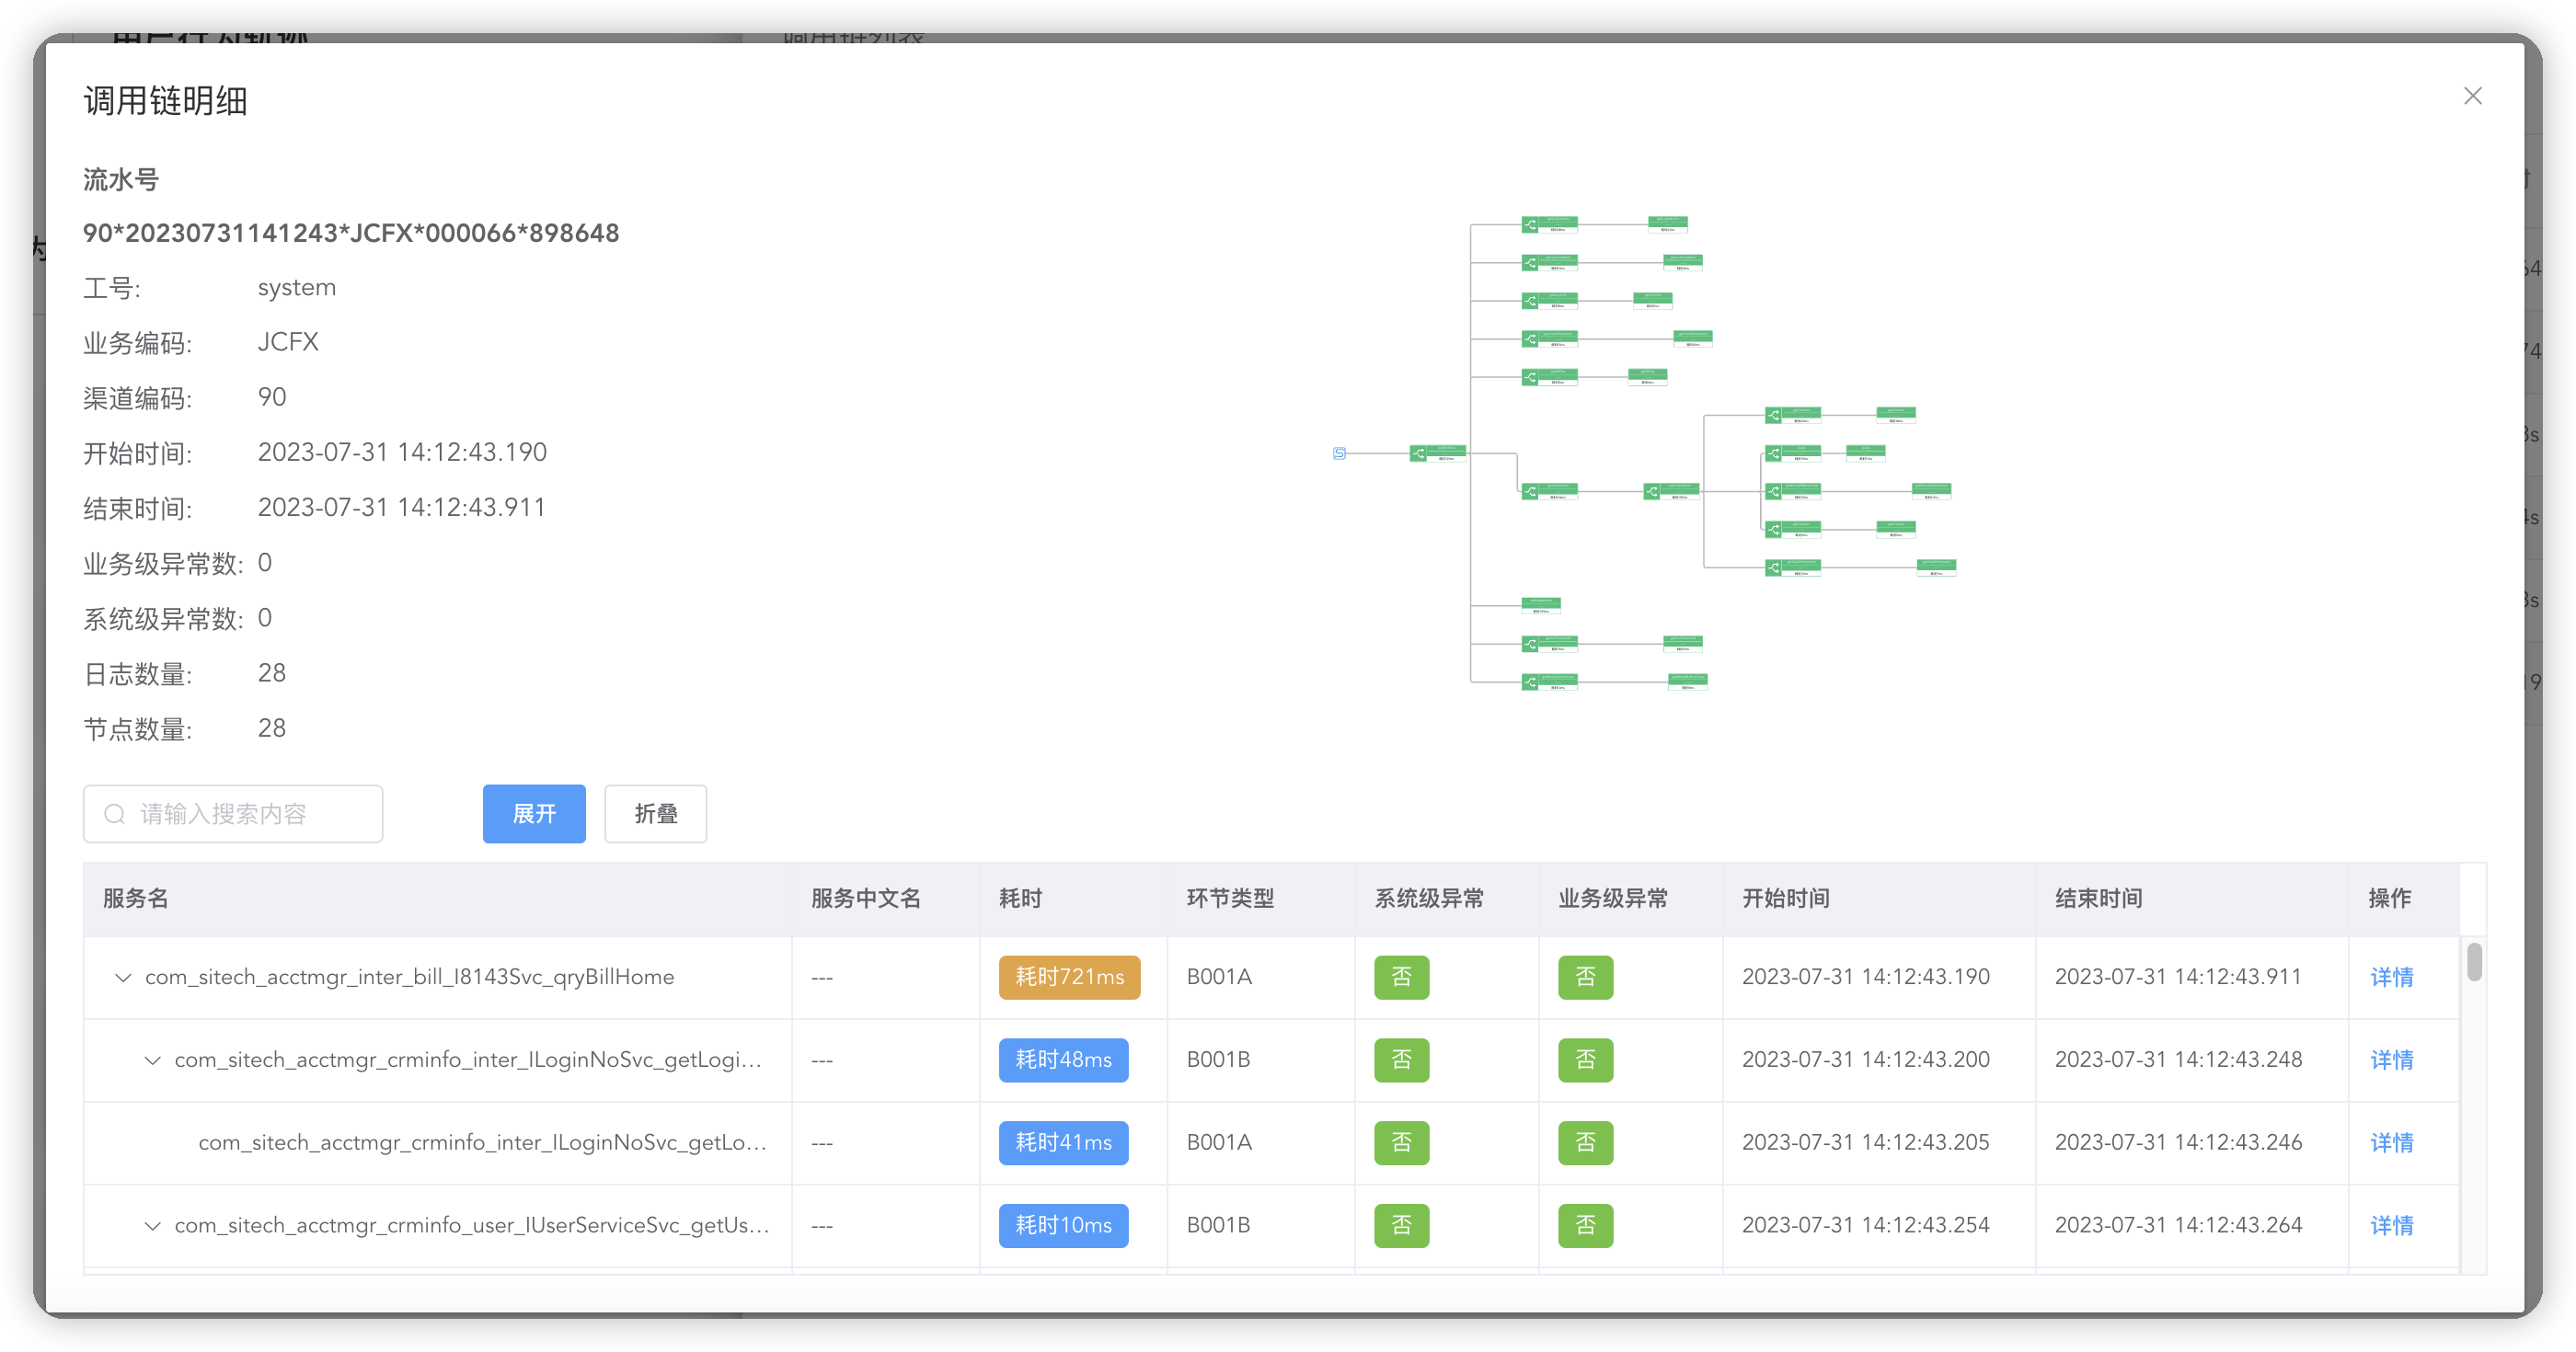 调用链明细
流水号
90*20230731141243*JCFX*000066*898648
工号: system
业务编码: JCFX
渠道编码: 90
开始时间: 2023-07-31 14:12:43.190
结束时间: 2023-07-31 14:12:43.911
业务级异常数: 0
系统级异常数: 0
日志数量: 28
节点数量: 28
请输入搜索内容 展开 折叠
服务名 服务中文名 耗时 环节类型 系统级异常 业务级异常 开始时间 结束时间 操作
com_sitech_acctmgr_inter_bill_I8143Svc_qryBillHome --- 耗时721ms B001A 否 否 2023-07-31 14:12:43.190 2023-07-31 14:12:43.911 详情
com_sitech_acctmgr_crminfo_inter_ILoginNoSvc_getLogi... --- 耗时48ms B001B 否 否 2023-07-31 14:12:43.200 2023-07-31 14:12:43.248 详情
com_sitech_acctmgr_crminfo_inter_ILoginNoSvc_getLo... --- 耗时41ms B001A 否 否 2023-07-31 14:12:43.205 2023-07-31 14:12:43.246 详情
com_sitech_acctmgr_crminfo_user_IUserServiceSvc_getUs... --- 耗时10ms B001B 否 否 2023-07-31 14:12:43.254 2023-07-31 14:12:43.264 详情